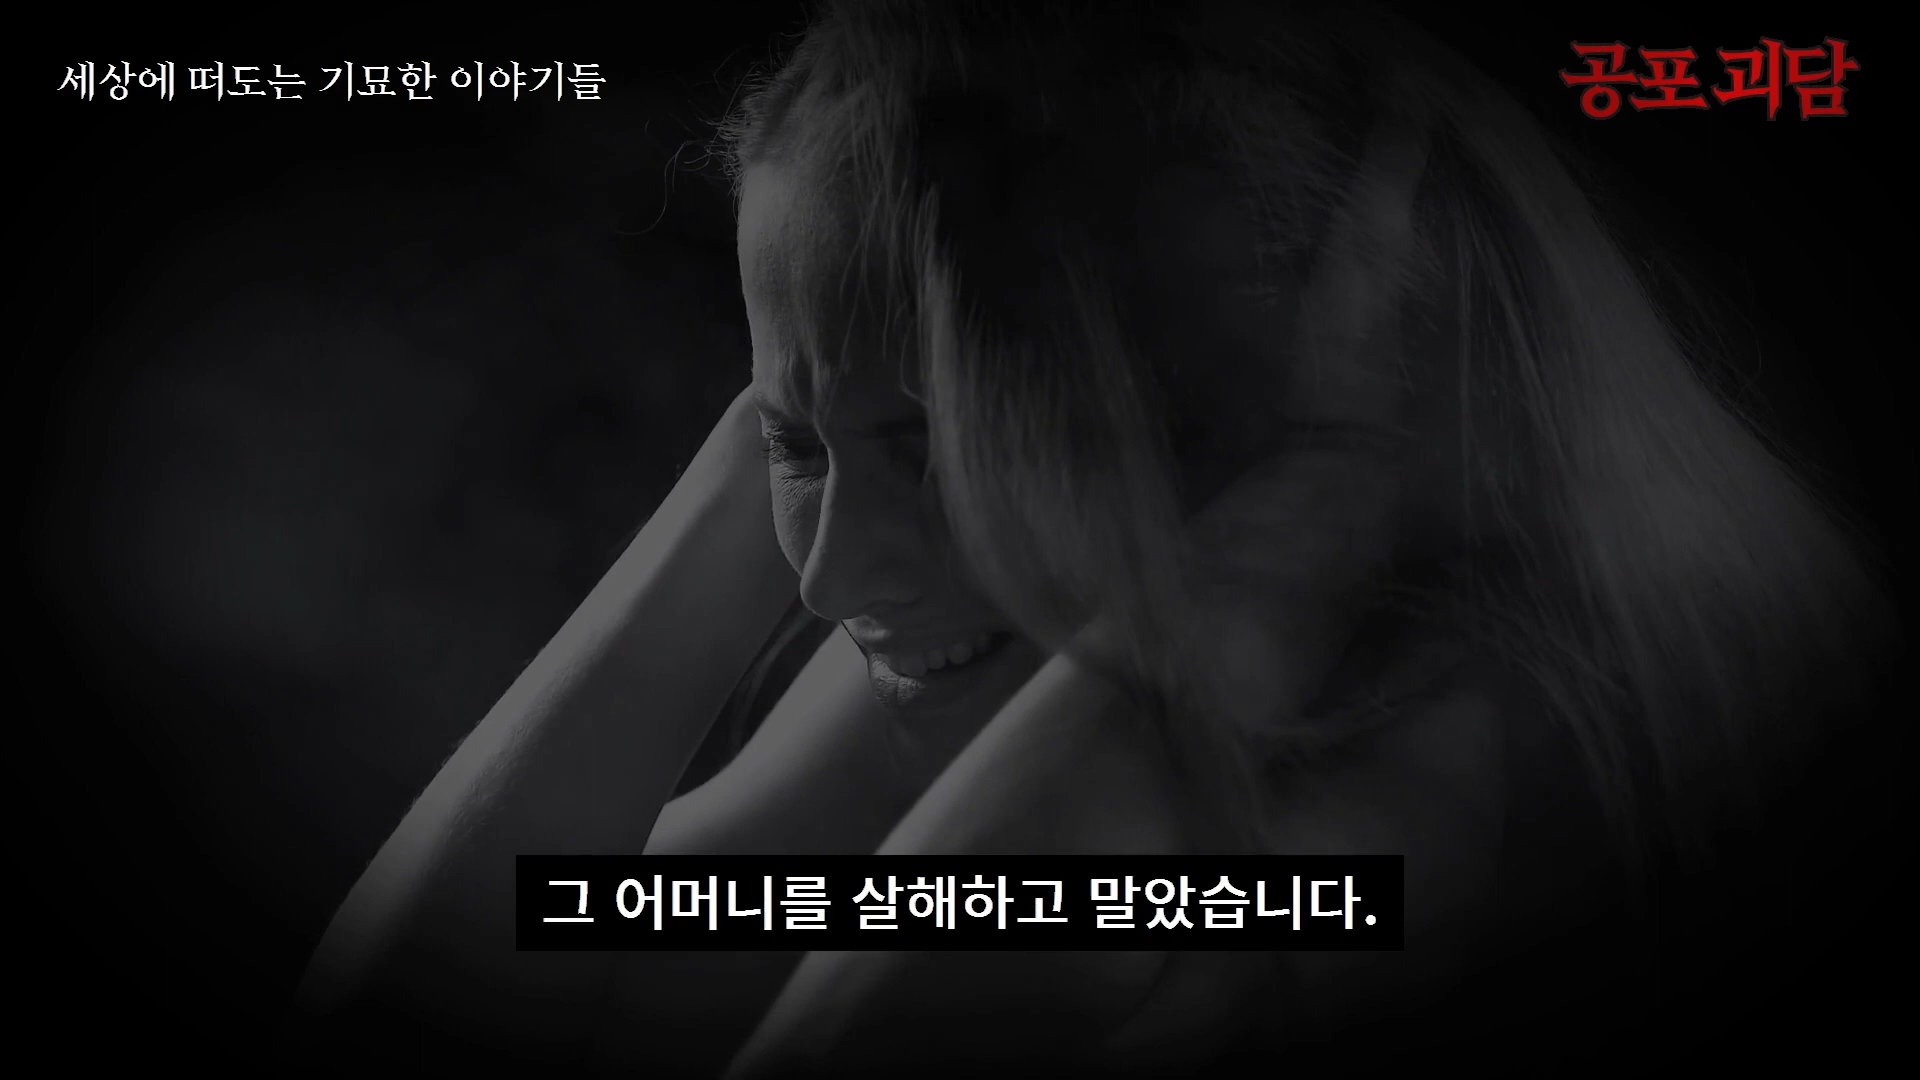 세상에 떠도는 기묘한 이야기들
공포 괴담
그 어머니를 살해하고 말았습니다.